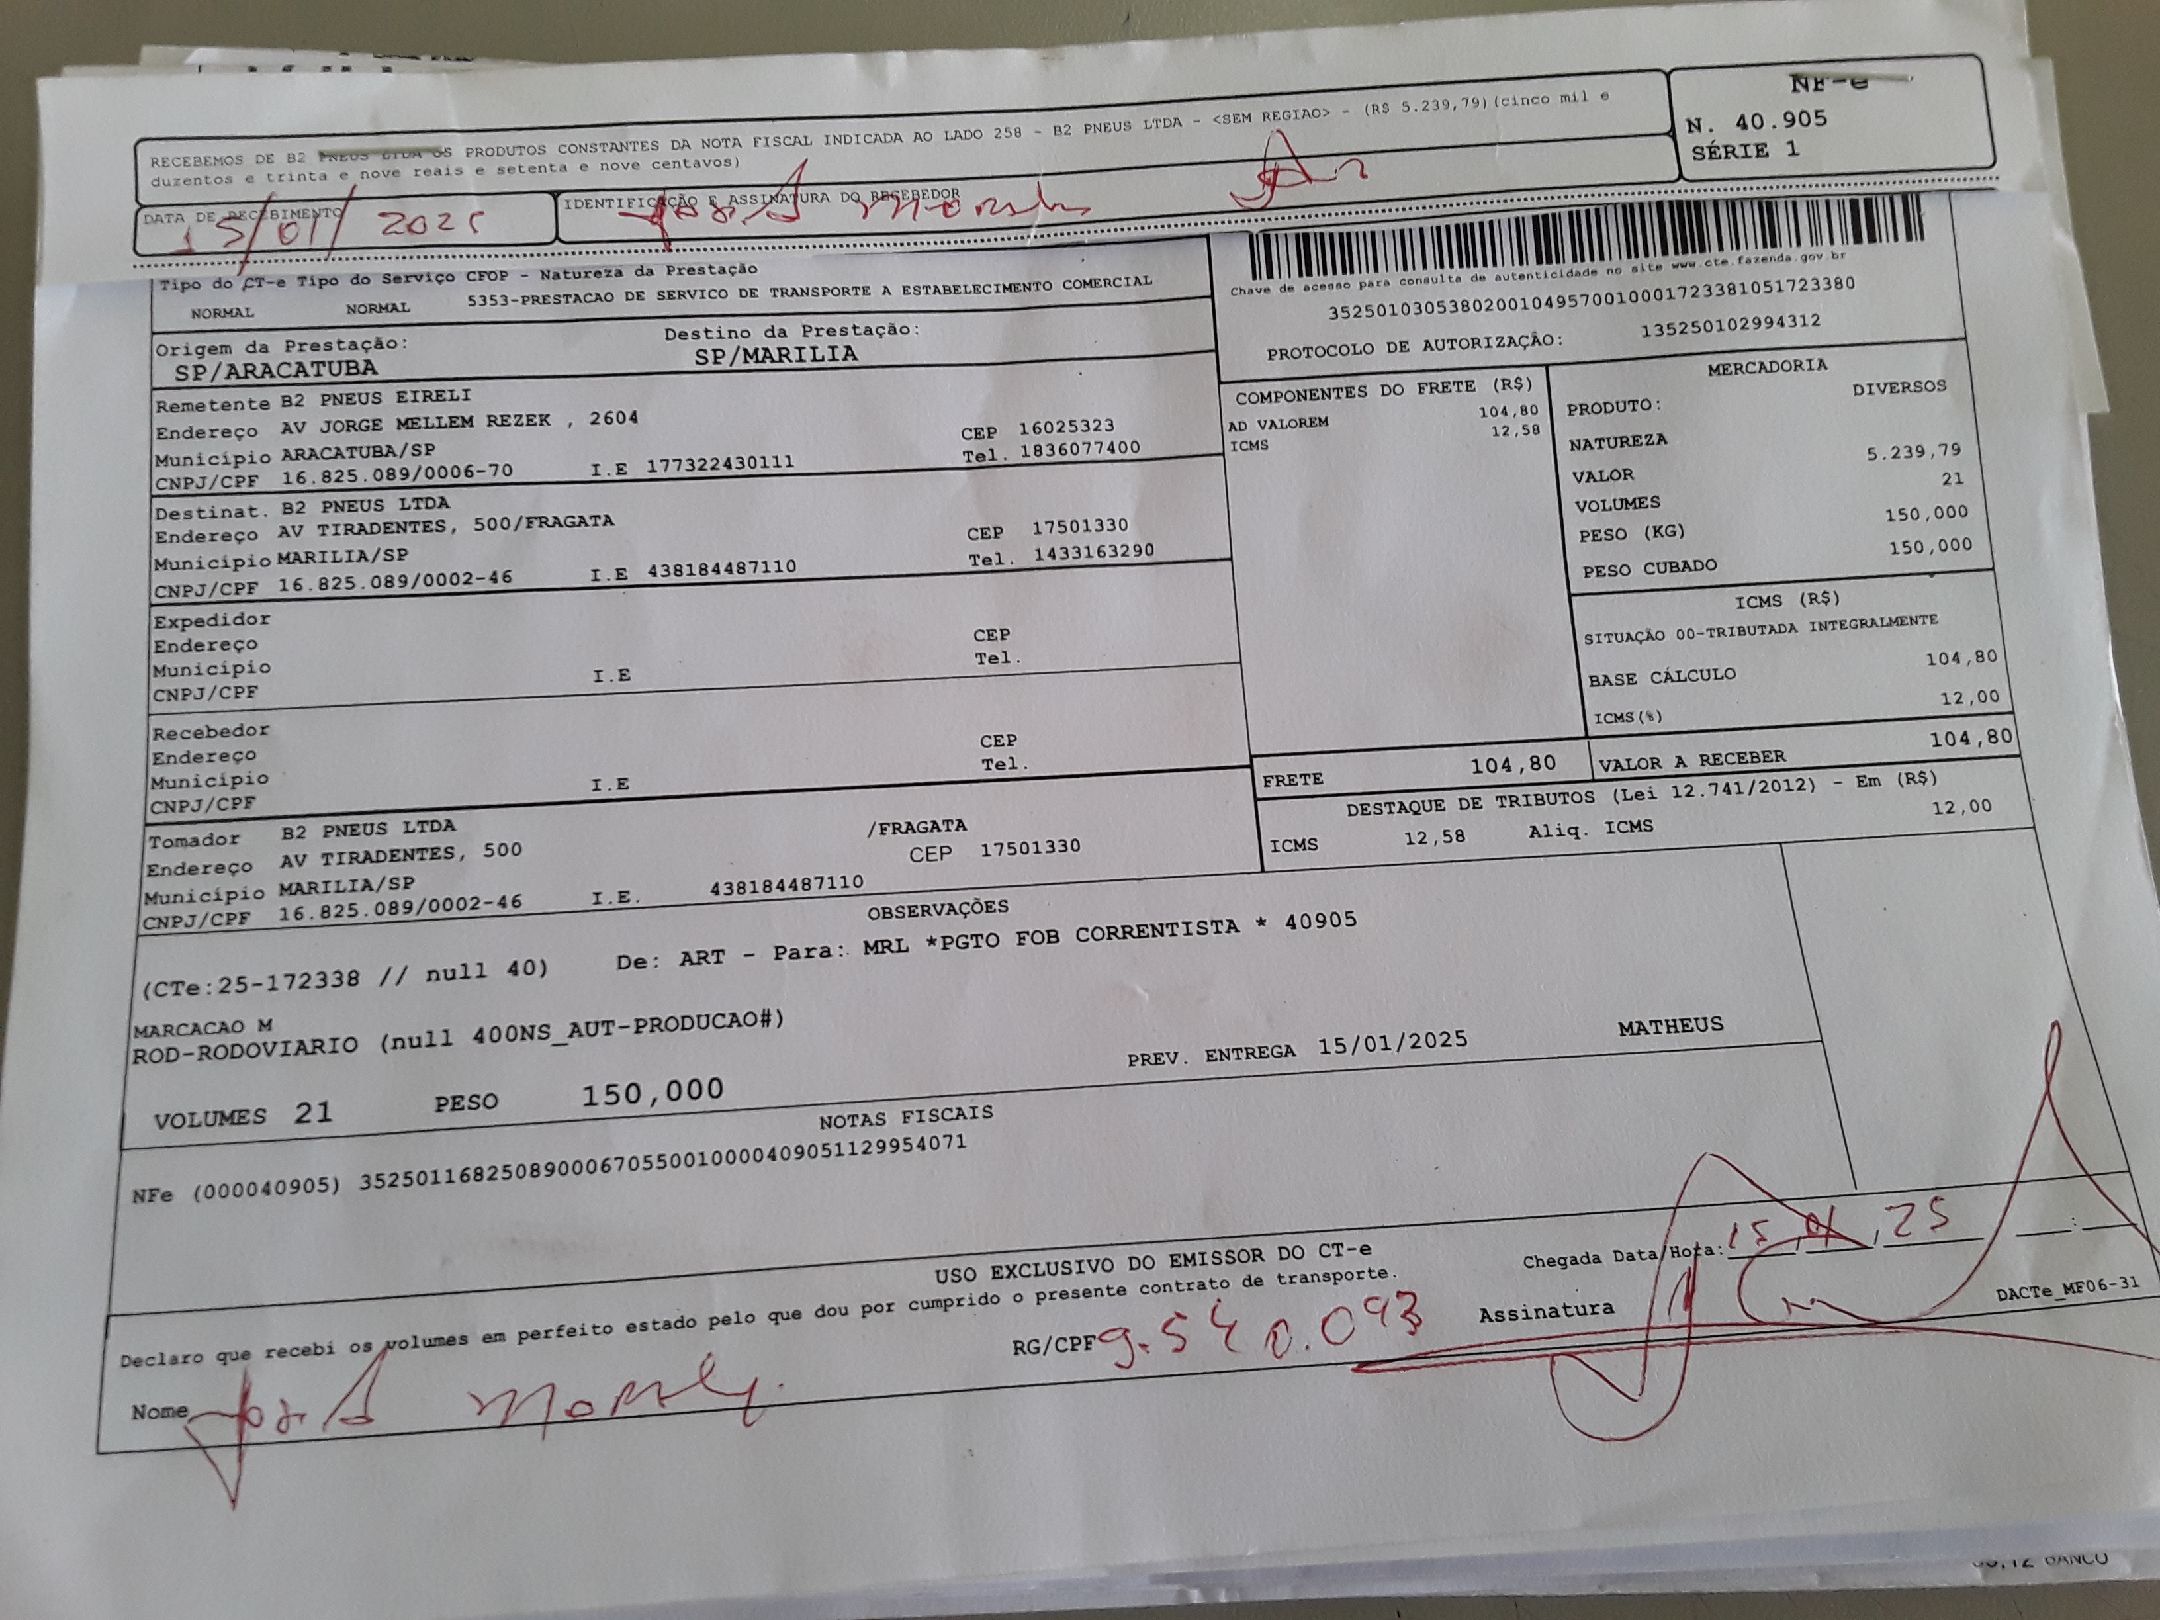 RECEBEMOS DE B2 PNEUS LTDA OS PRODUTOS CONSTANTES DA NOTA FISCAL INDICADA AO LADO 258 - B2 PNEUS LTDA - <SEM REGIAO> - (R$ 5.239,79)(cinco mil e
duzentos e trinta e nove reais e setenta e nove centavos)
NF-e
N. 40.905
SÉRIE 1
DATA DE RECEBIMENTO
15/01/2025
IDENTIFICAÇÃO E ASSINATURA DO RECEBEDOR
Tipo do CT-e Tipo do Serviço CFOP - Natureza da Prestação
NORMAL NORMAL 5353-PRESTACAO DE SERVICO DE TRANSPORTE A ESTABELECIMENTO COMERCIAL
Chave de acesso para consulta de autenticidade no site www.cte.fazenda.gov.br
35250103053802001049570010001723381051723380
PROTOCOLO DE AUTORIZAÇÃO: 135250102994312
Origem da Prestação:
SP/ARACATUBA
Destino da Prestação:
SP/MARILIA
Remetente B2 PNEUS EIRELI
Endereço AV JORGE MELLEM REZEK , 2604 CEP 16025323
Município ARACATUBA/SP Tel. 1836077400
CNPJ/CPF 16.825.089/0006-70 I.E 177322430111
Destinat. B2 PNEUS LTDA
Endereço AV TIRADENTES, 500/FRAGATA CEP 17501330
Município MARILIA/SP Tel. 1433163290
CNPJ/CPF 16.825.089/0002-46 I.E 438184487110
Expedidor
Endereço CEP
Município Tel.
CNPJ/CPF I.E
Recebedor
Endereço CEP
Município Tel.
CNPJ/CPF I.E
Tomador B2 PNEUS LTDA /FRAGATA
Endereço AV TIRADENTES, 500 CEP 17501330
Município MARILIA/SP
CNPJ/CPF 16.825.089/0002-46 I.E. 438184487110
COMPONENTES DO FRETE (R$)
AD VALOREM 104,80
ICMS 12,58
MERCADORIA
PRODUTO: DIVERSOS
NATUREZA
VALOR 5.239,79
VOLUMES 21
PESO (KG) 150,000
PESO CUBADO 150,000
ICMS (R$)
SITUAÇÃO 00-TRIBUTADA INTEGRALMENTE
BASE CÁLCULO 104,80
ICMS(%) 12,00
FRETE 104,80 VALOR A RECEBER 104,80
DESTAQUE DE TRIBUTOS (Lei 12.741/2012) - Em (R$)
ICMS 12,58 Aliq. ICMS 12,00
OBSERVAÇÕES
(CTe:25-172338 // null 40) De: ART - Para: MRL *PGTO FOB CORRENTISTA * 40905
MARCACAO M
ROD-RODOVIARIO (null 400NS_AUT-PRODUCAO#)
PREV. ENTREGA 15/01/2025 MATHEUS
VOLUMES 21 PESO 150,000
NOTAS FISCAIS
NFe (000040905) 35250116825089000670550010000409051129954071
USO EXCLUSIVO DO EMISSOR DO CT-e
Chegada Data/Hora: 15, 01, 25 :
Declaro que recebi os volumes em perfeito estado pelo que dou por cumprido o presente contrato de transporte.
DACTe_MF06-31
Nome
RG/CPF 9.540.093 Assinatura
BANCO